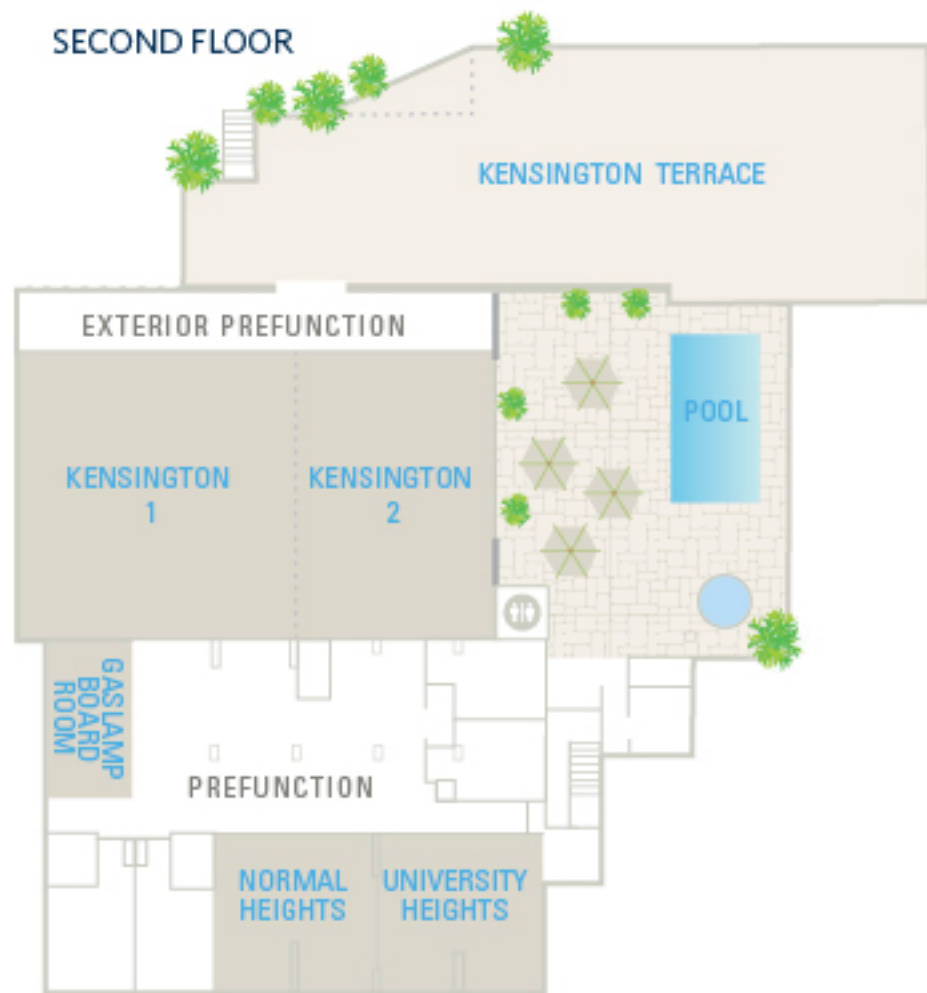 SECOND FLOOR
KENSINGTON TERRACE
EXTERIOR PREFUNCTION
POOL
KENSINGTON
1
KENSINGTON
2
GASLAMP
BOARD
ROOM
PREFUNCTION
NORMAL
HEIGHTS
UNIVERSITY
HEIGHTS